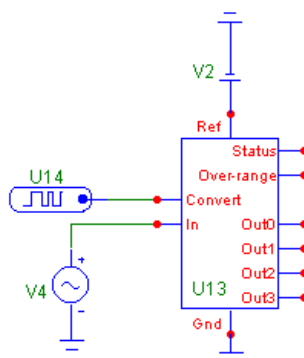 V2
Ref
Status
Over-range
U14
Convert
In
Out0
Out1
Out2
Out3
U13
V4
+
-
Gnd